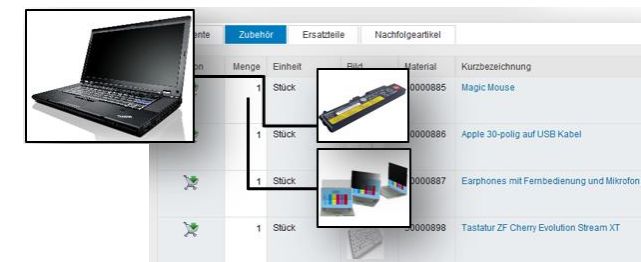 ente Zubehör Ersatzteile Nachfolgeartikel
on Menge Einheit Bild Material Kurzbezeichnung
1 Stück 0000885 Magic Mouse
1 Stück 0000886 Apple 30-polig auf USB Kabel
1 Stück 0000887 Earphones mit Fernbedienung und Mikrofon
1 Stück 0000898 Tastatur ZF Cherry Evolution Stream XT